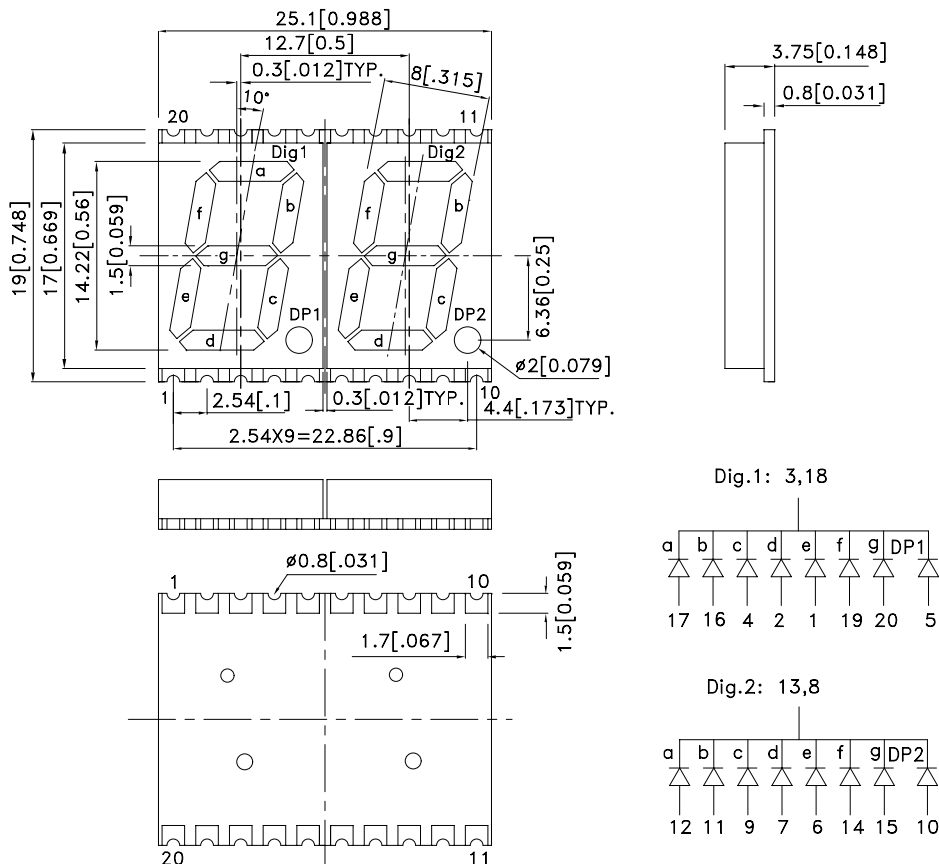 25.1[0.988]
12.7[0.5]
0.3[.012]TYP.
8[.315]
10°
20
11
Dig1
Dig2
a
b
f
g
e
c
d
DP1
a
b
f
g
e
c
d
DP2
19[0.748]
17[0.669]
14.22[0.56]
1.5[0.059]
6.36[0.25]
ø2[0.079]
1
10
2.54[.1]
0.3[.012]TYP.
4.4[.173]TYP.
2.54X9=22.86[.9]
3.75[0.148]
0.8[0.031]
ø0.8[.031]
1
10
1.5[0.059]
1.7[.067]
20
11
Dig.1: 3,18
a b c d e f g DP1
17 16 4 2 1 19 20 5
Dig.2: 13,8
a b c d e f g DP2
12 11 9 7 6 14 15 10